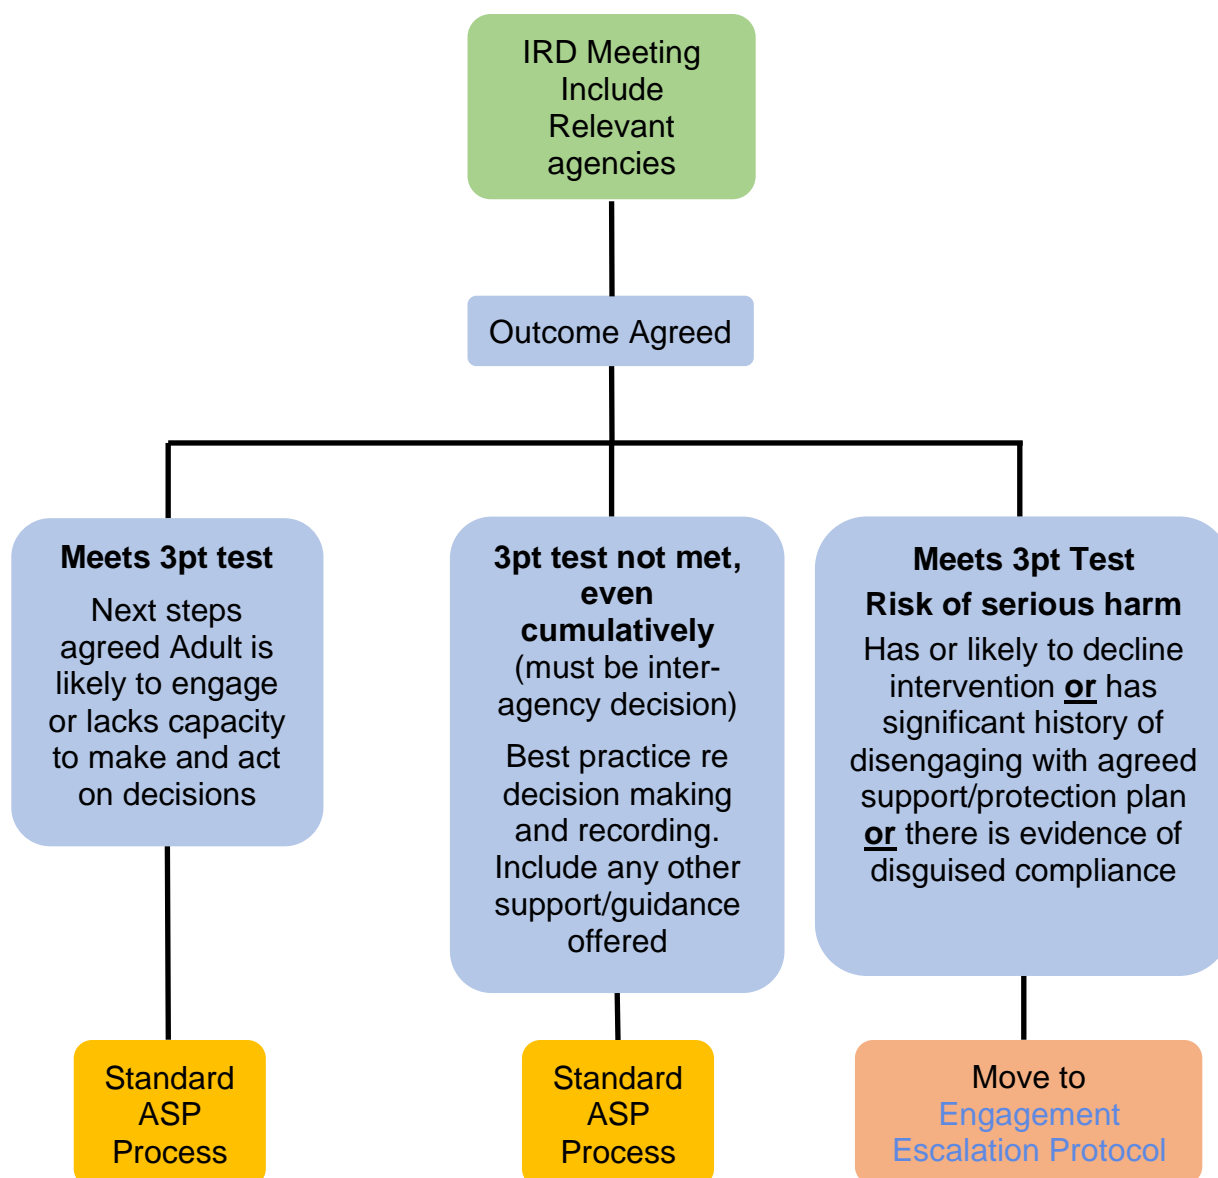 IRD Meeting
Include
Relevant
agencies
Outcome Agreed
Meets 3pt test
Next steps
agreed Adult is
likely to engage
or lacks capacity
to make and act
on decisions
3pt test not met,
even
cumulatively
(must be inter-
agency decision)
Best practice re
decision making
and recording.
Include any other
support/guidance
offered
Meets 3pt Test
Risk of serious harm
Has or likely to decline
intervention or has
significant history of
disengaging with agreed
support/protection plan
or there is evidence of
disguised compliance
Standard
ASP
Process
Standard
ASP
Process
Move to
Engagement
Escalation Protocol